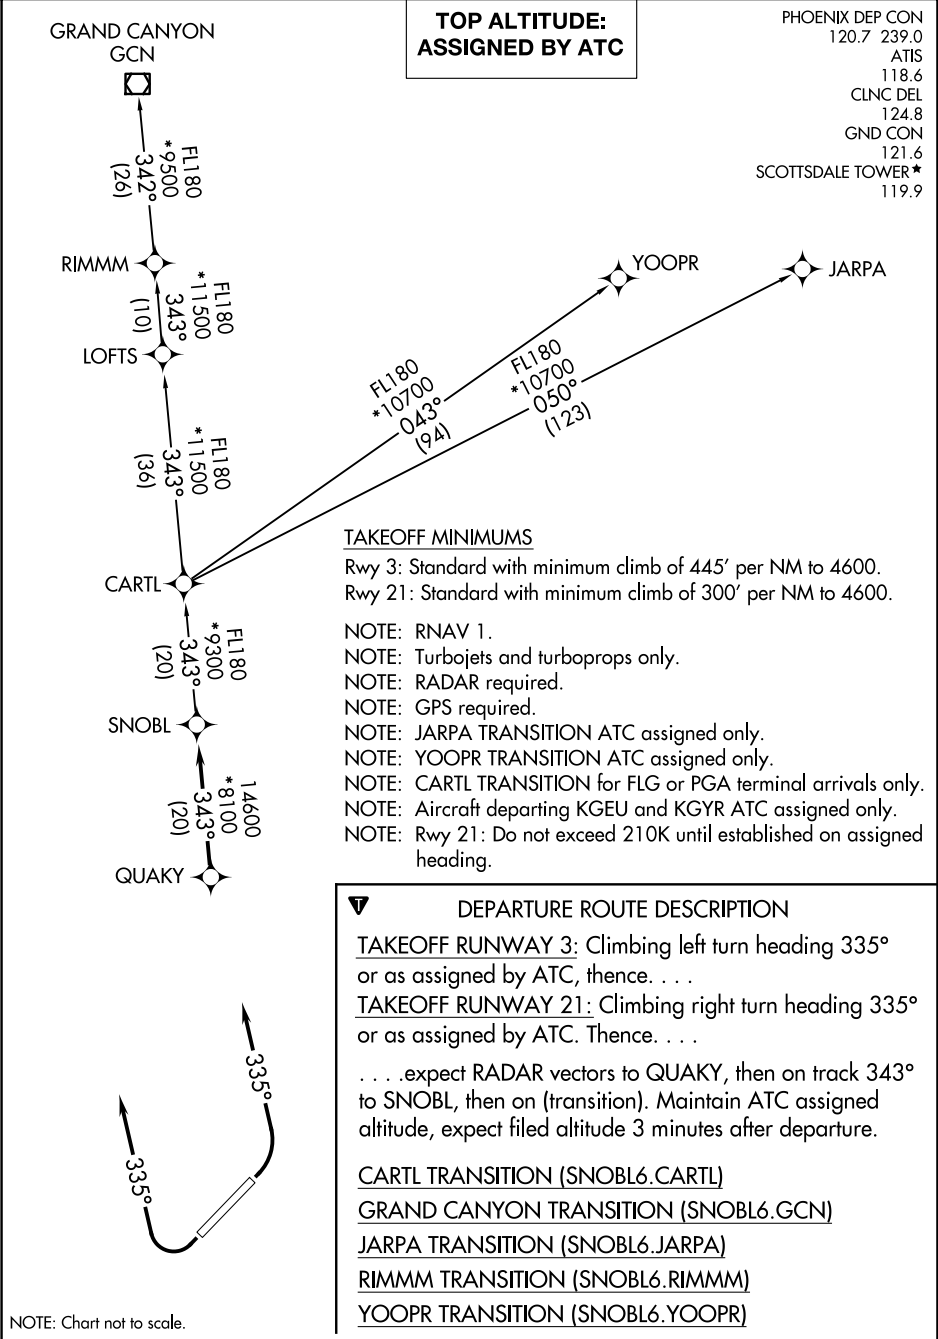 TOP ALTITUDE:
ASSIGNED BY ATC
PHOENIX DEP CON
120.7 239.0
ATIS
118.6
CLNC DEL
124.8
GND CON
121.6
SCOTTSDALE TOWER★
119.9
GRAND CANYON
GCN
FL180
*9500
342°
(26)
RIMMM
FL180
*11500
343°
(10)
LOFTS
FL180
*11500
343°
(36)
YOOPR
JARPA
FL180
*10700
043°
(94)
FL180
*10700
050°
(123)
CARTL
FL180
*9300
343°
(20)
SNOBL
14600
*8100
343°
(20)
QUAKY
TAKEOFF MINIMUMS
Rwy 3: Standard with minimum climb of 445' per NM to 4600.
Rwy 21: Standard with minimum climb of 300' per NM to 4600.
NOTE: RNAV 1.
NOTE: Turbojets and turboprops only.
NOTE: RADAR required.
NOTE: GPS required.
NOTE: JARPA TRANSITION ATC assigned only.
NOTE: YOOPR TRANSITION ATC assigned only.
NOTE: CARTL TRANSITION for FLG or PGA terminal arrivals only.
NOTE: Aircraft departing KGEU and KGYR ATC assigned only.
NOTE: Rwy 21: Do not exceed 210K until established on assigned
heading.
T
DEPARTURE ROUTE DESCRIPTION
TAKEOFF RUNWAY 3: Climbing left turn heading 335°
or as assigned by ATC, thence. . . .
TAKEOFF RUNWAY 21: Climbing right turn heading 335°
or as assigned by ATC. Thence. . . .
. . . .expect RADAR vectors to QUAKY, then on track 343°
to SNOBL, then on (transition). Maintain ATC assigned
altitude, expect filed altitude 3 minutes after departure.
CARTL TRANSITION (SNOBL6.CARTL)
GRAND CANYON TRANSITION (SNOBL6.GCN)
JARPA TRANSITION (SNOBL6.JARPA)
RIMMM TRANSITION (SNOBL6.RIMMM)
YOOPR TRANSITION (SNOBL6.YOOPR)
335°
335°
NOTE: Chart not to scale.